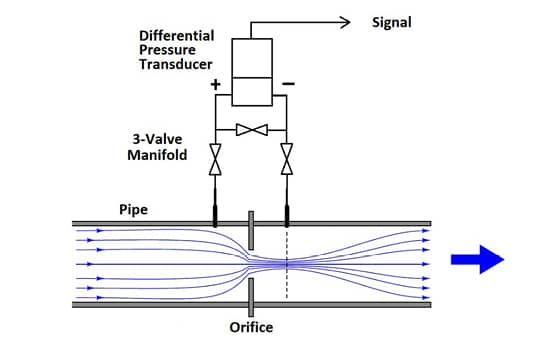 Differential
Pressure
Transducer
Signal
+
−
3-Valve
Manifold
Pipe
Orifice